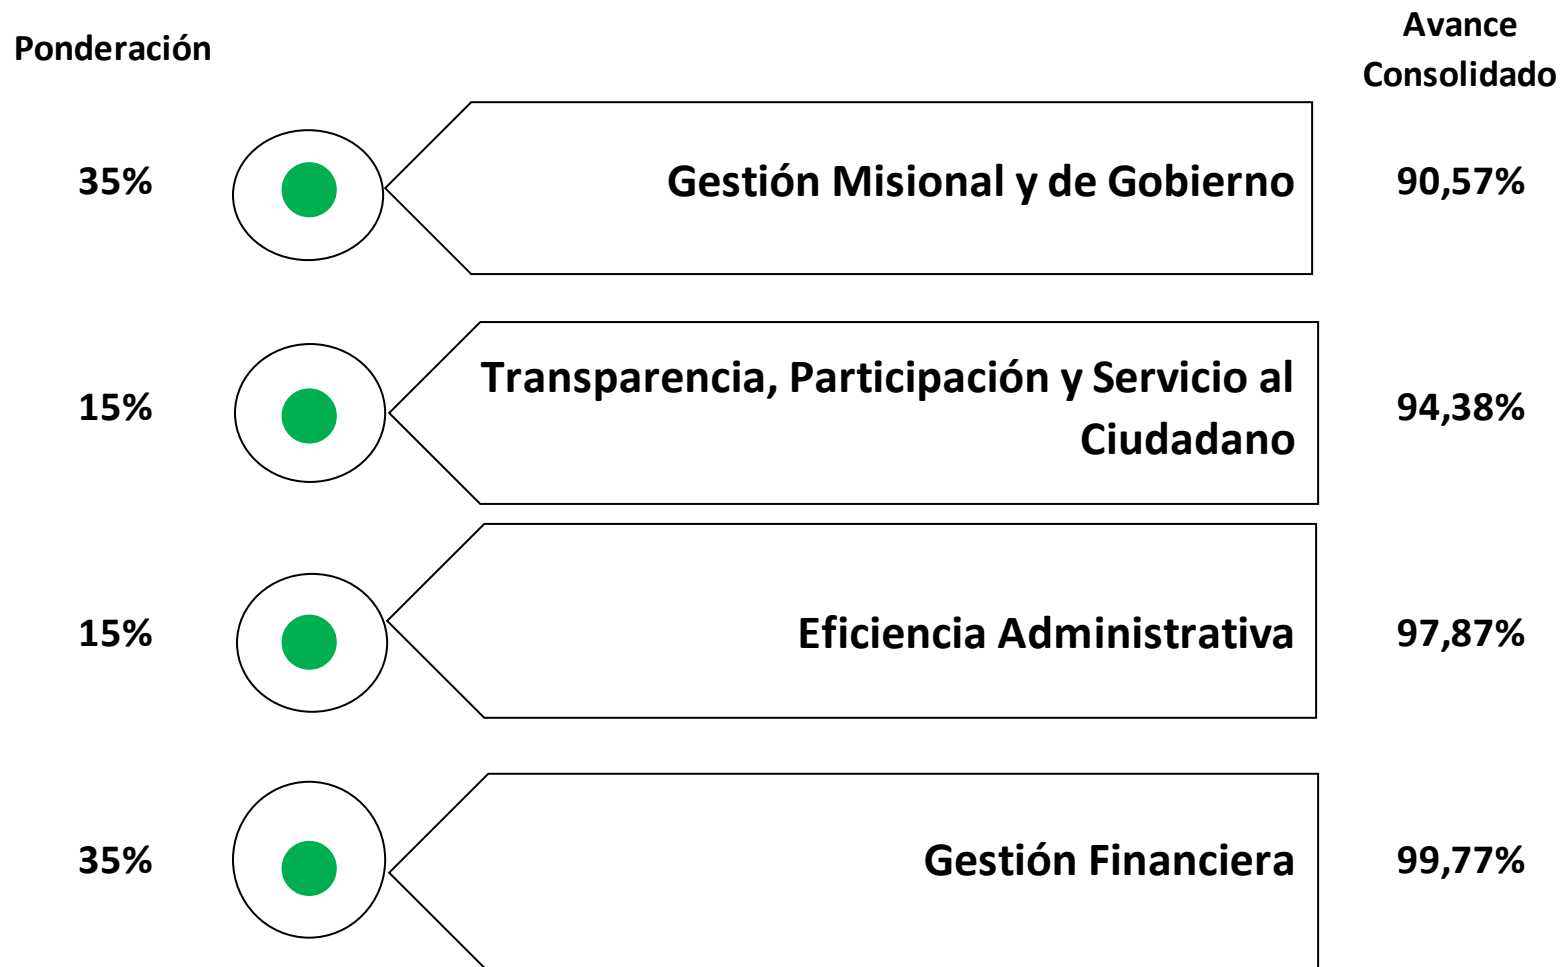 Ponderación
Avance
Consolidado
35%
Gestión Misional y de Gobierno
90,57%
15%
Transparencia, Participación y Servicio al
Ciudadano
94,38%
15%
Eficiencia Administrativa
97,87%
35%
Gestión Financiera
99,77%